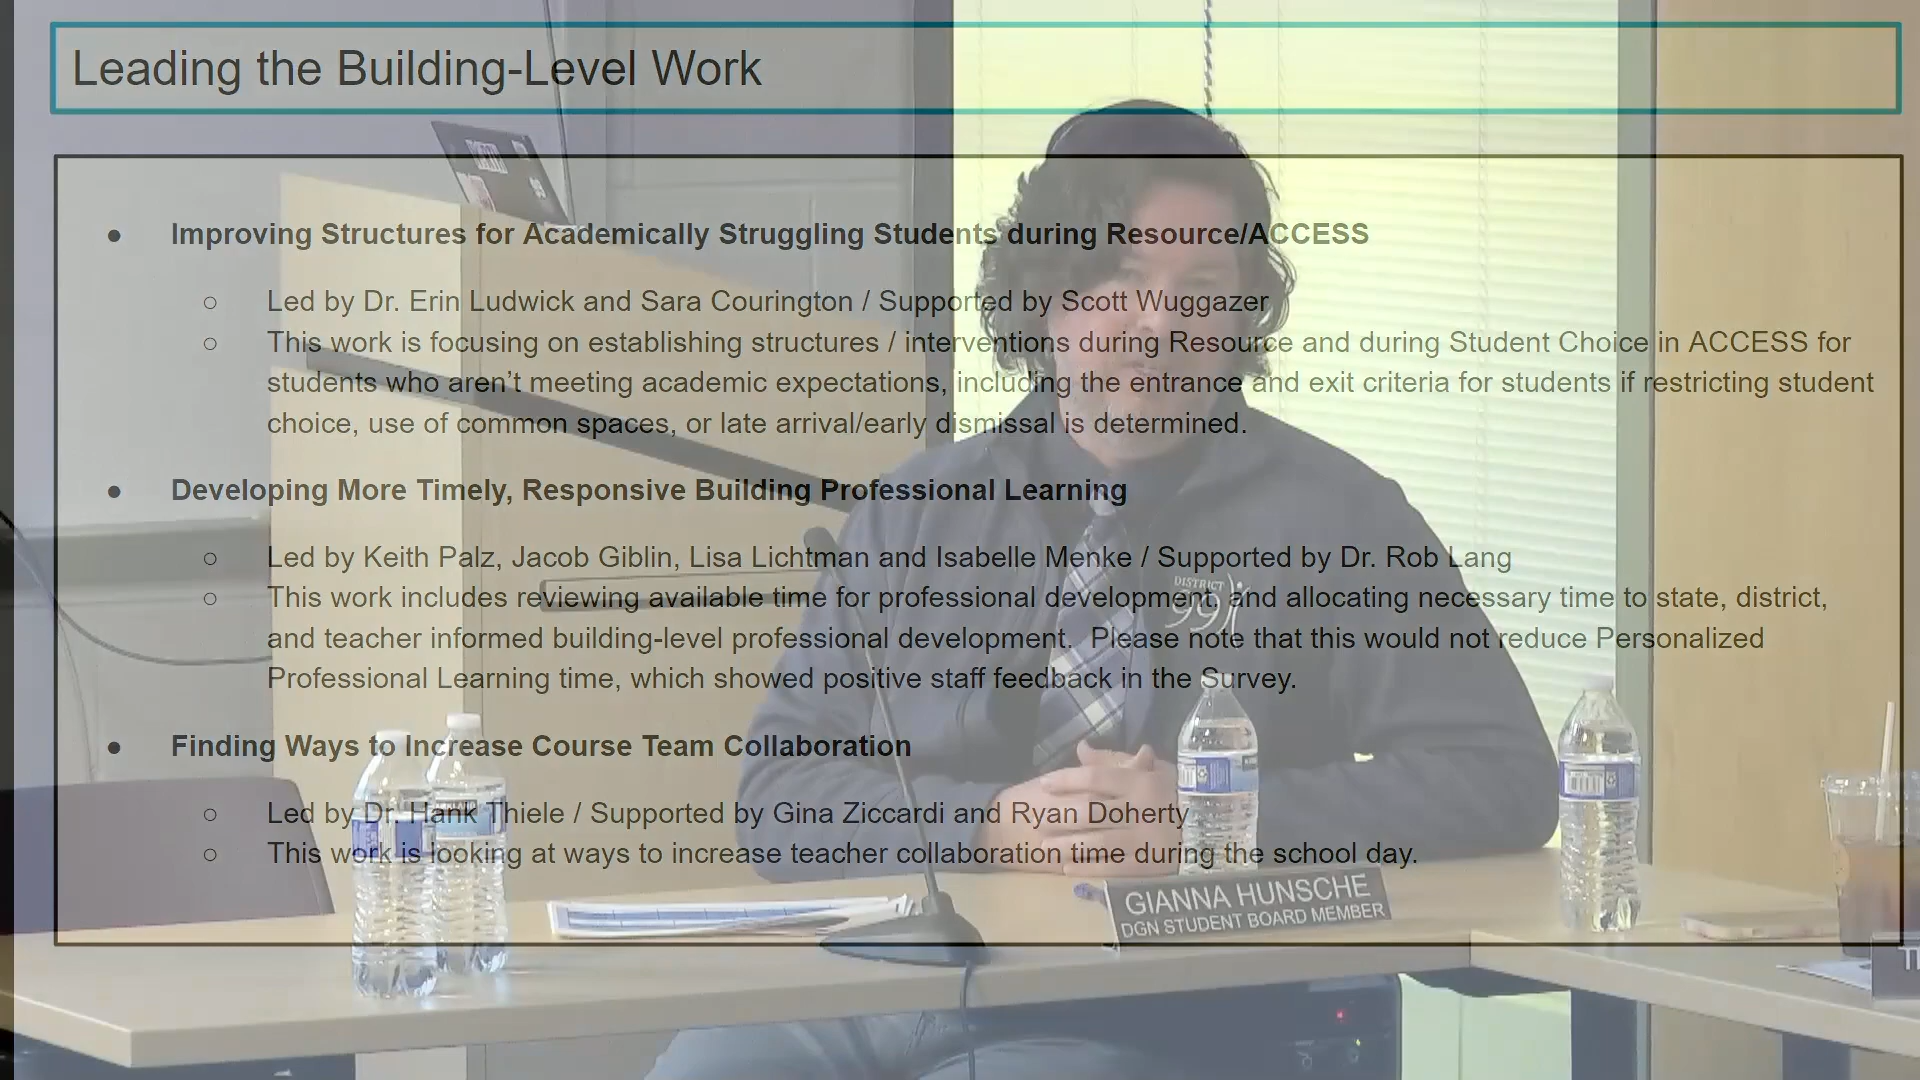 Leading the Building-Level Work
● Improving Structures for Academically Struggling Students during Resource/ACCESS
○ Led by Dr. Erin Ludwick and Sara Courington / Supported by Scott Wuggazer
○ This work is focusing on establishing structures / interventions during Resource and during Student Choice in ACCESS for
students who aren’t meeting academic expectations, including the entrance and exit criteria for students if restricting student
choice, use of common spaces, or late arrival/early dismissal is determined.
● Developing More Timely, Responsive Building Professional Learning
○ Led by Keith Palz, Jacob Giblin, Lisa Lichtman and Isabelle Menke / Supported by Dr. Rob Lang
○ This work includes reviewing available time for professional development, and allocating necessary time to state, district,
and teacher informed building-level professional development.  Please note that this would not reduce Personalized
Professional Learning time, which showed positive staff feedback in the Survey.
● Finding Ways to Increase Course Team Collaboration
○ Led by Dr. Hank Thiele / Supported by Gina Ziccardi and Ryan Doherty
○ This work is looking at ways to increase teacher collaboration time during the school day.
DISTRICT
99
GIANNA HUNSCHE
DGN STUDENT BOARD MEMBER